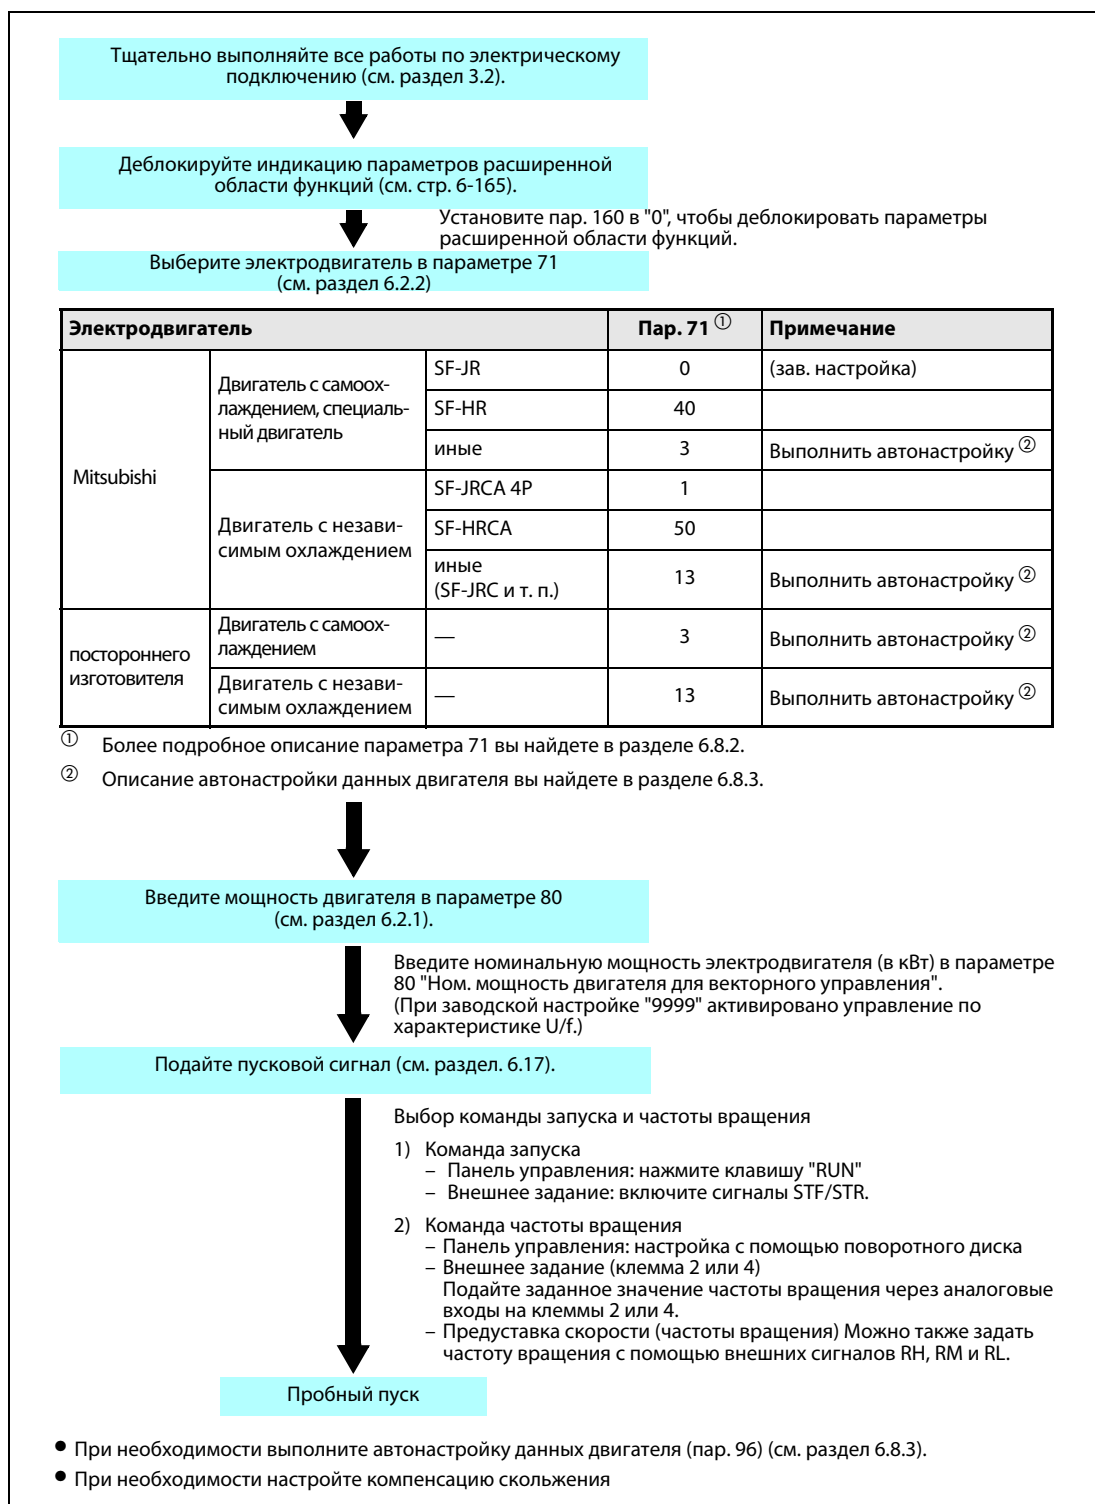 Тщательно выполняйте все работы по электрическому
подключению (см. раздел 3.2).
Деблокируйте индикацию параметров расширенной
области функций (см. стр. 6-165).
Установите пар. 160 в "0", чтобы деблокировать параметры
расширенной области функций.
Выберите электродвигатель в параметре 71
(см. раздел 6.2.2)
Электродвигатель Пар. 71 ① Примечание
Mitsubishi
Двигатель с самоох-
лаждением, специаль-
ный двигатель
SF-JR 0 (зав. настройка)
SF-HR 40
иные 3 Выполнить автонастройку ②
Двигатель с незави-
симым охлаждением
SF-JRCA 4P 1
SF-HRCA 50
иные
(SF-JRC и т. п.) 13 Выполнить автонастройку ②
постороннего
изготовителя
Двигатель с самоох-
лаждением
— 3 Выполнить автонастройку ②
Двигатель с незави-
симым охлаждением
— 13 Выполнить автонастройку ②
① Более подробное описание параметра 71 вы найдете в разделе 6.8.2.
② Описание автонастройки данных двигателя вы найдете в разделе 6.8.3.
Введите мощность двигателя в параметре 80
(см. раздел 6.2.1).
Введите номинальную мощность электродвигателя (в кВт) в параметре
80 "Ном. мощность двигателя для векторного управления".
(При заводской настройке "9999" активировано управление по
характеристике U/f.)
Подайте пусковой сигнал (см. раздел. 6.17).
Выбор команды запуска и частоты вращения
1) Команда запуска
– Панель управления: нажмите клавишу "RUN"
– Внешнее задание: включите сигналы STF/STR.
2) Команда частоты вращения
– Панель управления: настройка с помощью поворотного диска
– Внешнее задание (клемма 2 или 4)
Подайте заданное значение частоты вращения через аналоговые
входы на клеммы 2 или 4.
– Предуставка скорости (частоты вращения) Можно также задать
частоту вращения с помощью внешних сигналов RH, RM и RL.
Пробный пуск
● При необходимости выполните автонастройку данных двигателя (пар. 96) (см. раздел 6.8.3).
● При необходимости настройте компенсацию скольжения